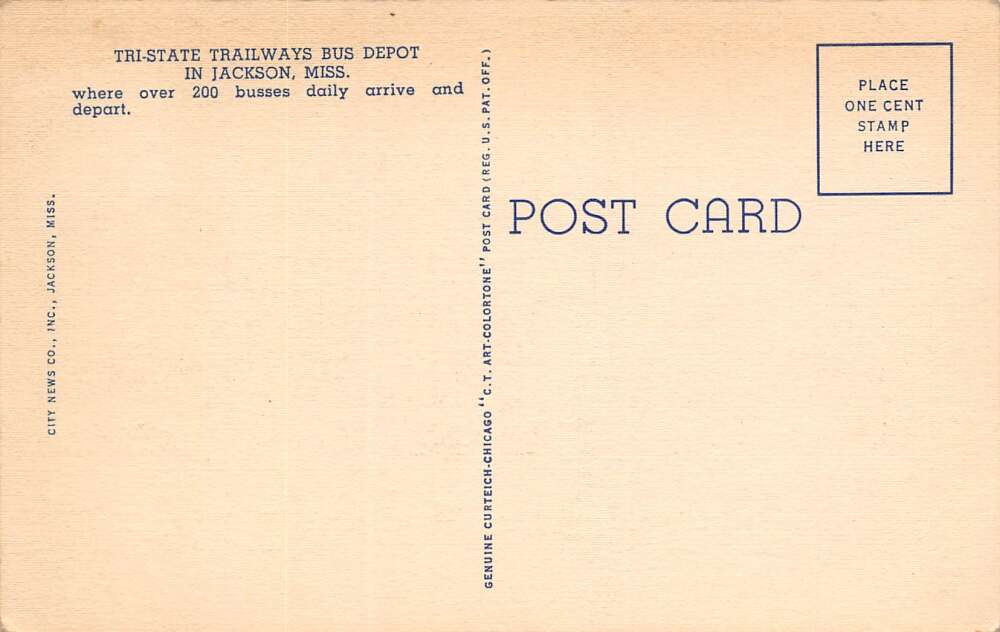 TRI-STATE TRAILWAYS BUS DEPOT
IN JACKSON, MISS.
where over 200 busses daily arrive and
depart.
CITY NEWS CO., INC., JACKSON, MISS.
GENUINE CURTEICH-CHICAGO "C.T. ART-COLORTONE" POST CARD (REG. U.S. PAT. OFF.)
POST CARD
PLACE
ONE CENT
STAMP
HERE